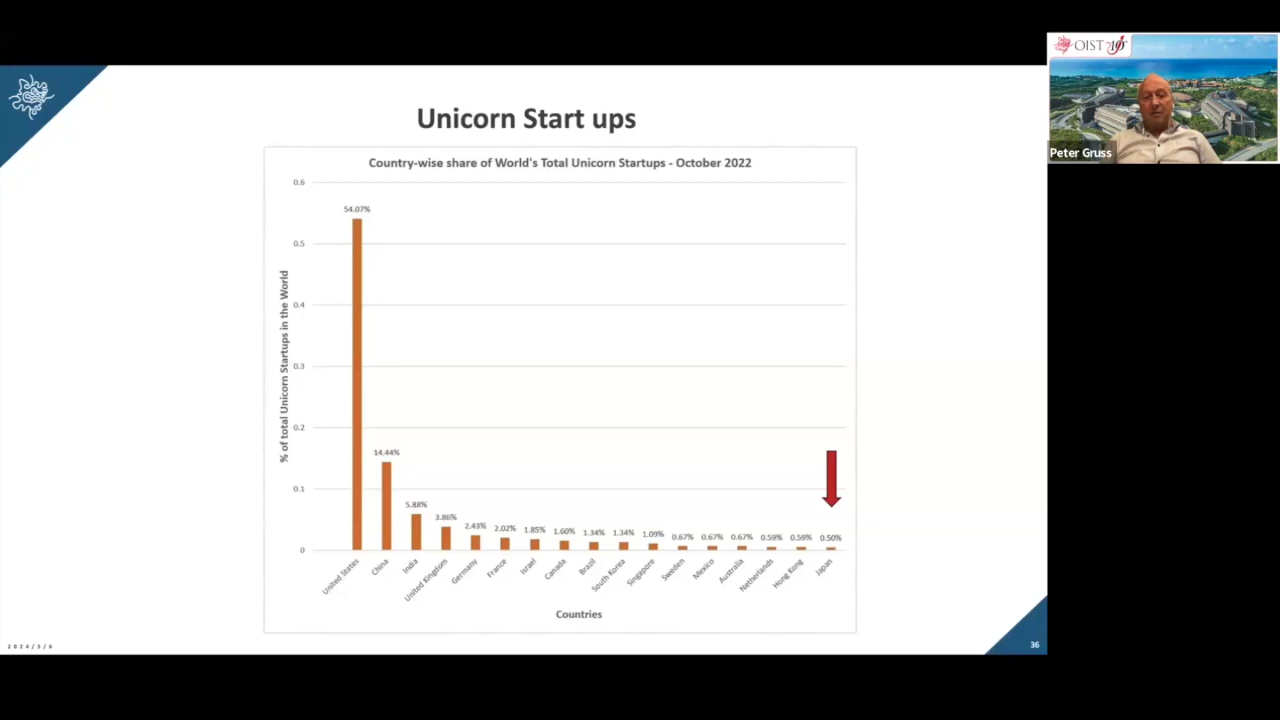 OIST
Peter Gruss
Unicorn Start ups
Country-wise share of World's Total Unicorn Startups - October 2022
% of total Unicorn Startups in the World
0.6
0.5
0.4
0.3
0.2
0.1
0
54.07%
14.44%
5.88%
3.86%
2.43%
2.02%
1.85%
1.60%
1.34%
1.34%
1.09%
0.67%
0.67%
0.67%
0.59%
0.59%
0.50%
United States
China
India
United Kingdom
Germany
France
Israel
Canada
Brazil
South Korea
Singapore
Sweden
Mexico
Australia
Netherlands
Hong Kong
Japan
Countries
36